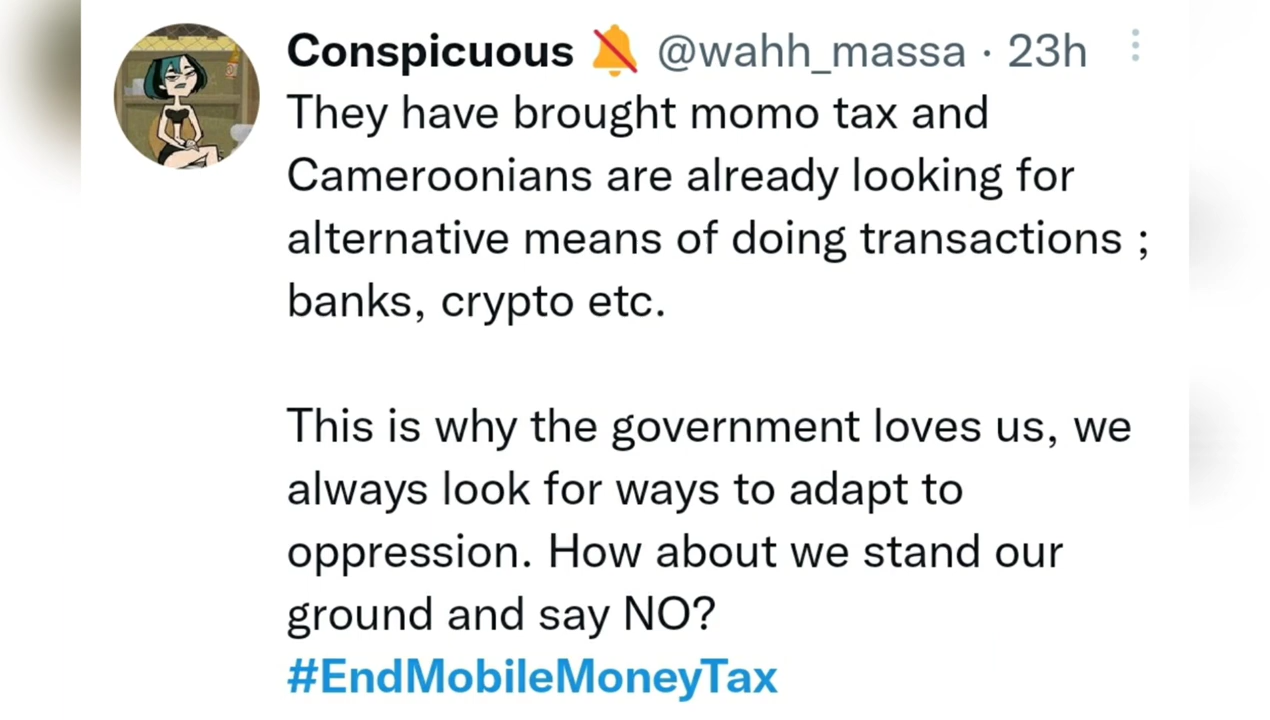 Conspicuous 🔕 @wahh_massa · 23h
They have brought momo tax and
Cameroonians are already looking for
alternative means of doing transactions ;
banks, crypto etc.
This is why the government loves us, we
always look for ways to adapt to
oppression. How about we stand our
ground and say NO?
#EndMobileMoneyTax